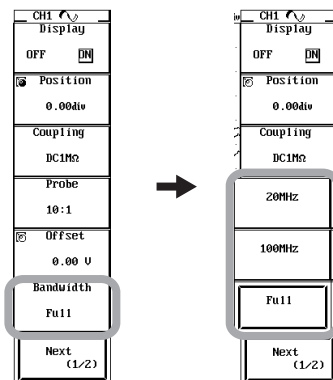 CH1
Display
OFF ON
Position
0.00div
Coupling
DC1MΩ
Probe
10:1
Offset
0.00 V
Bandwidth
Full
Next
(1/2)
CH1
Display
OFF ON
Position
0.00div
Coupling
DC1MΩ
20MHz
100MHz
Full
Next
(1/2)